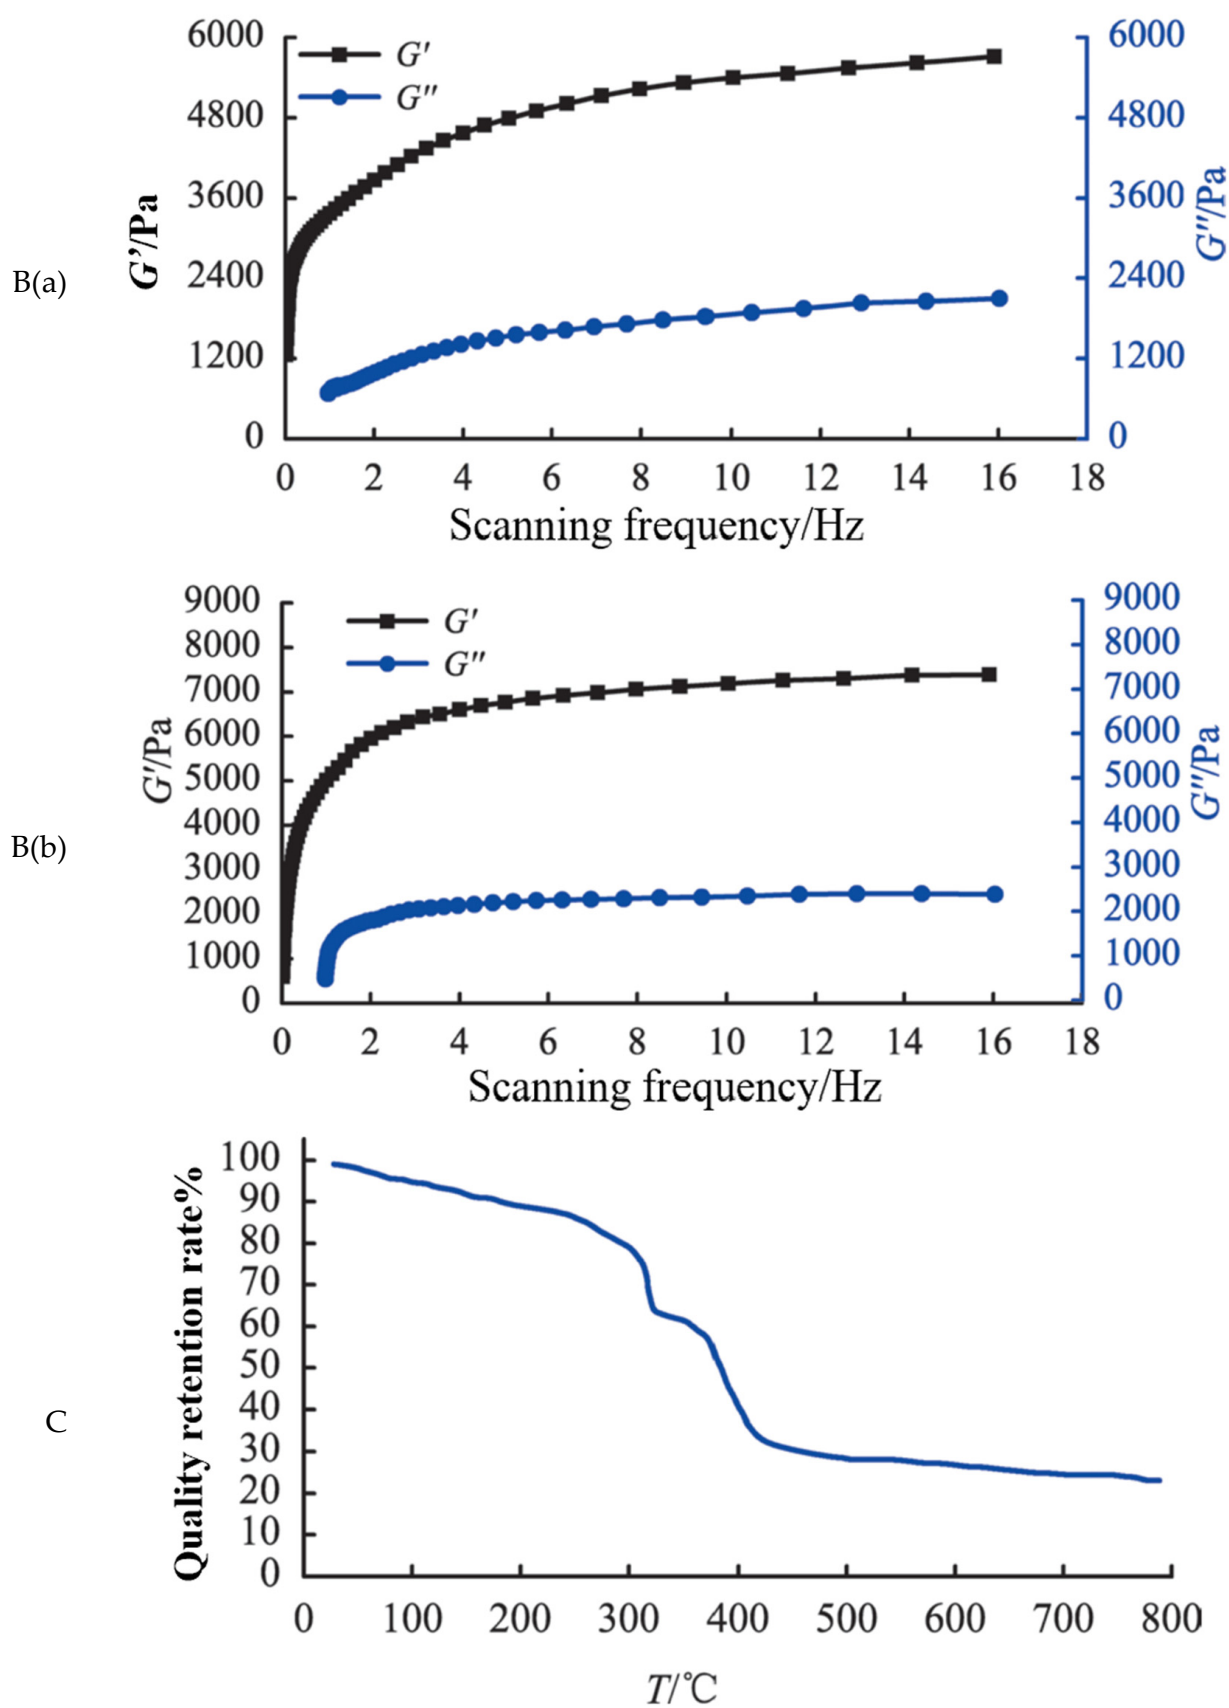 6000
4800
3600
2400
1200
0
G'
G″
6000
4800
3600
2400
1200
0
G'/Pa
G″/Pa
B(a)
0 2 4 6 8 10 12 14 16 18
Scanning frequency/Hz
9000
8000
7000
6000
5000
4000
3000
2000
1000
0
G'
G″
9000
8000
7000
6000
5000
4000
3000
2000
1000
0
G'/Pa
G″/Pa
B(b)
0 2 4 6 8 10 12 14 16 18
Scanning frequency/Hz
100
90
80
70
60
50
40
30
20
10
0
Quality retention rate%
C
0 100 200 300 400 500 600 700 800
T/℃